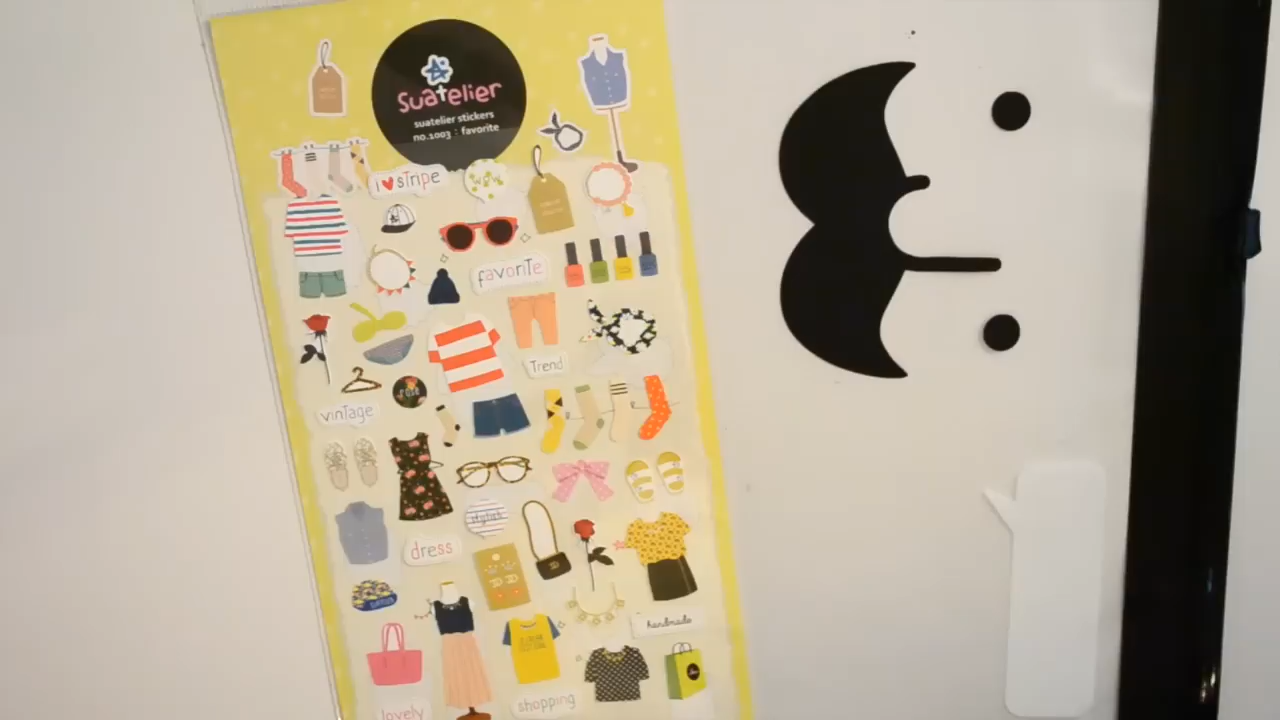 suatelier
suatelier stickers
no.1003 : favorite
i ♥ stripe
favorite
Trend
vintage
dress
handmade
shopping
lovely